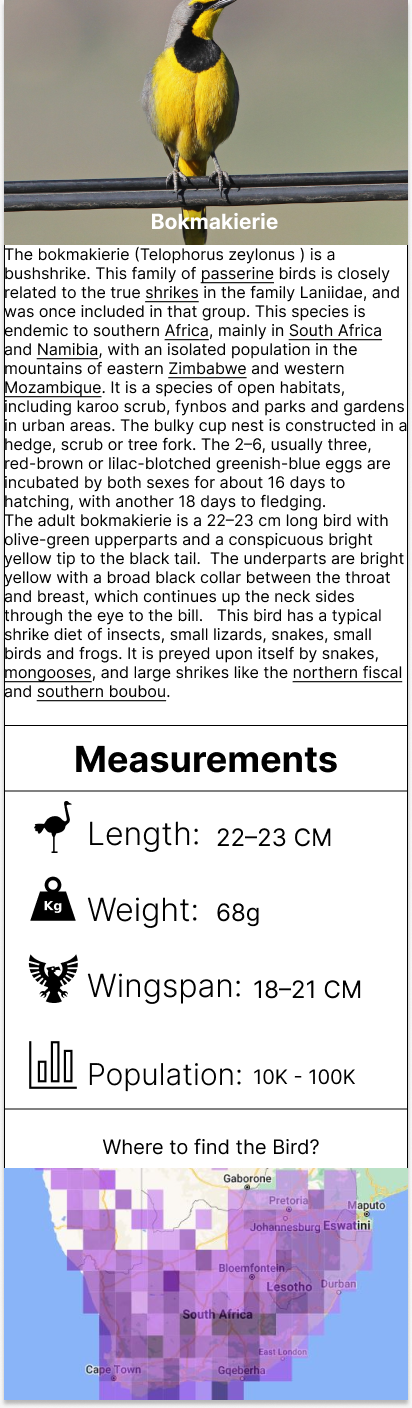 Bokmakierie
The bokmakierie (Telophorus zeylonus ) is a
bushshrike. This family of passerine birds is closely
related to the true shrikes in the family Laniidae, and
was once included in that group. This species is
endemic to southern Africa, mainly in South Africa
and Namibia, with an isolated population in the
mountains of eastern Zimbabwe and western
Mozambique. It is a species of open habitats,
including karoo scrub, fynbos and parks and gardens
in urban areas. The bulky cup nest is constructed in a
hedge, scrub or tree fork. The 2–6, usually three,
red-brown or lilac-blotched greenish-blue eggs are
incubated by both sexes for about 16 days to
hatching, with another 18 days to fledging.
The adult bokmakierie is a 22–23 cm long bird with
olive-green upperparts and a conspicuous bright
yellow tip to the black tail.  The underparts are bright
yellow with a broad black collar between the throat
and breast, which continues up the neck sides
through the eye to the bill.   This bird has a typical
shrike diet of insects, small lizards, snakes, small
birds and frogs. It is preyed upon itself by snakes,
mongooses, and large shrikes like the northern fiscal
and southern boubou.
Measurements
Length: 22–23 CM
Kg Weight: 68g
Wingspan: 18–21 CM
Population: 10K - 100K
Where to find the Bird?
Gaborone
Pretoria
Maputo
Johannesburg Eswatini
Bloemfontein
Lesotho Durban
South Africa
East London
Cape Town Gqeberha